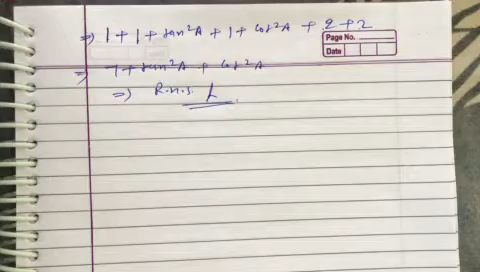 ⇒ 1 + 1 + tan²A + 1 + cot²A + 2 + 2
Page No.
Date
⇒ 7 + tan²A + cot²A
⇒ R.H.S.